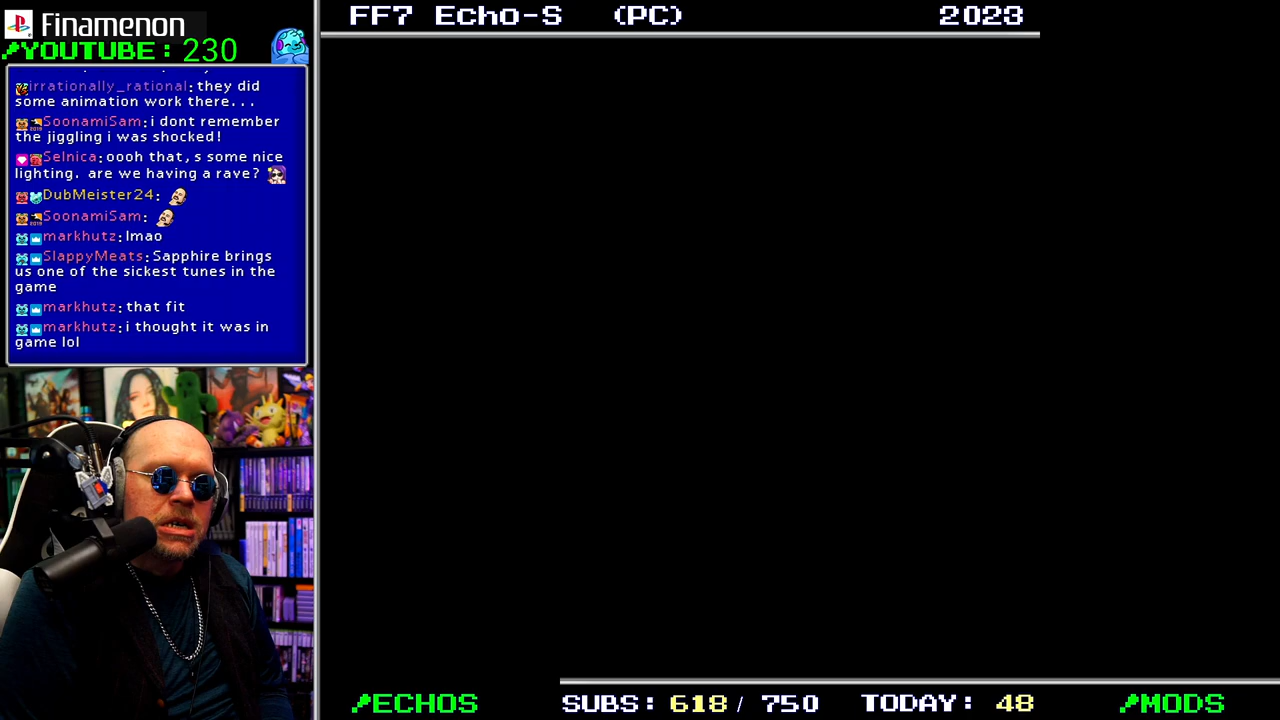 Finamenon
/YOUTUBE: 230
FF7 Echo-S (PC) 2023
irrationally_rational: they did
some animation work there...
SoonamiSam: i dont remember
the jiggling i was shocked!
Selnica: oooh that,s some nice
lighting. are we having a rave?
DubMeister24:
SoonamiSam:
markhutz: lmao
SlappyMeats: Sapphire brings
us one of the sickest tunes in the
game
markhutz: that fit
markhutz: i thought it was in
game lol
/ECHOS SUBS: 618/ 750 TODAY: 48 /MODS